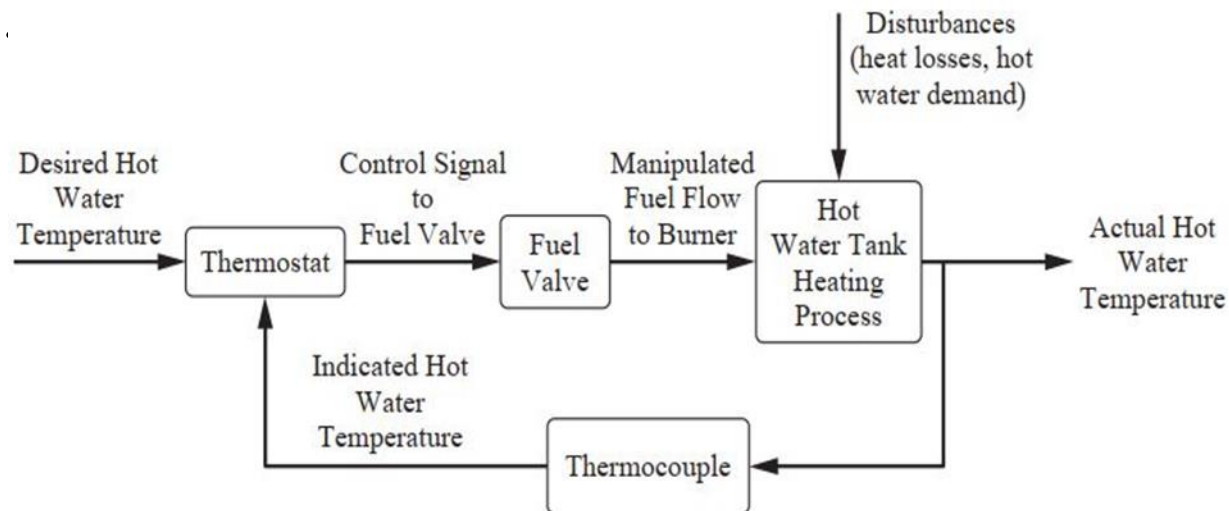 Disturbances
(heat losses, hot
water demand)
Desired Hot
Water
Temperature
Control Signal
to
Fuel Valve
Manipulated
Fuel Flow
to Burner
Thermostat
Fuel
Valve
Hot
Water Tank
Heating
Process
Actual Hot
Water
Temperature
Indicated Hot
Water
Temperature
Thermocouple